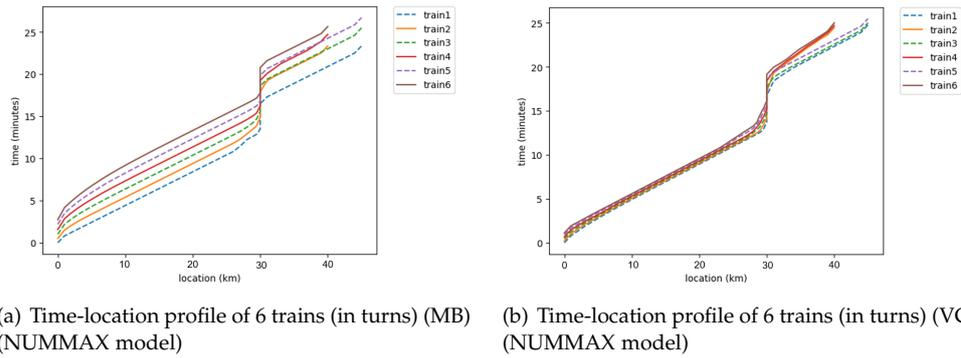 25
20
15
10
5
0
time (minutes)
0
10
20
30
40
location (km)
train1
train2
train3
train4
train5
train6
25
20
15
10
5
0
time (minutes)
0
10
20
30
40
location (km)
train1
train2
train3
train4
train5
train6
a) Time-location profile of 6 trains (in turns) (MB)
(NUMMAX model)
(b) Time-location profile of 6 trains (in turns) (VC
(NUMMAX model)